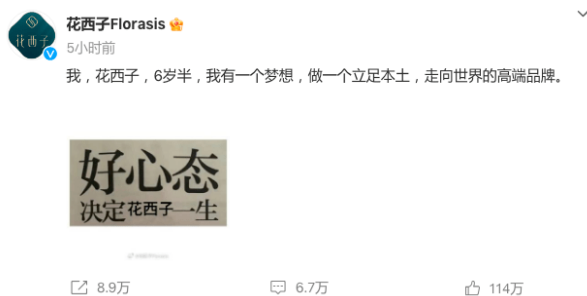 花西子
花西子Florasis
5小时前
我，花西子，6岁半，我有一个梦想，做一个立足本土，走向世界的高端品牌。
好心态
决定花西子一生
8.9万
6.7万
114万